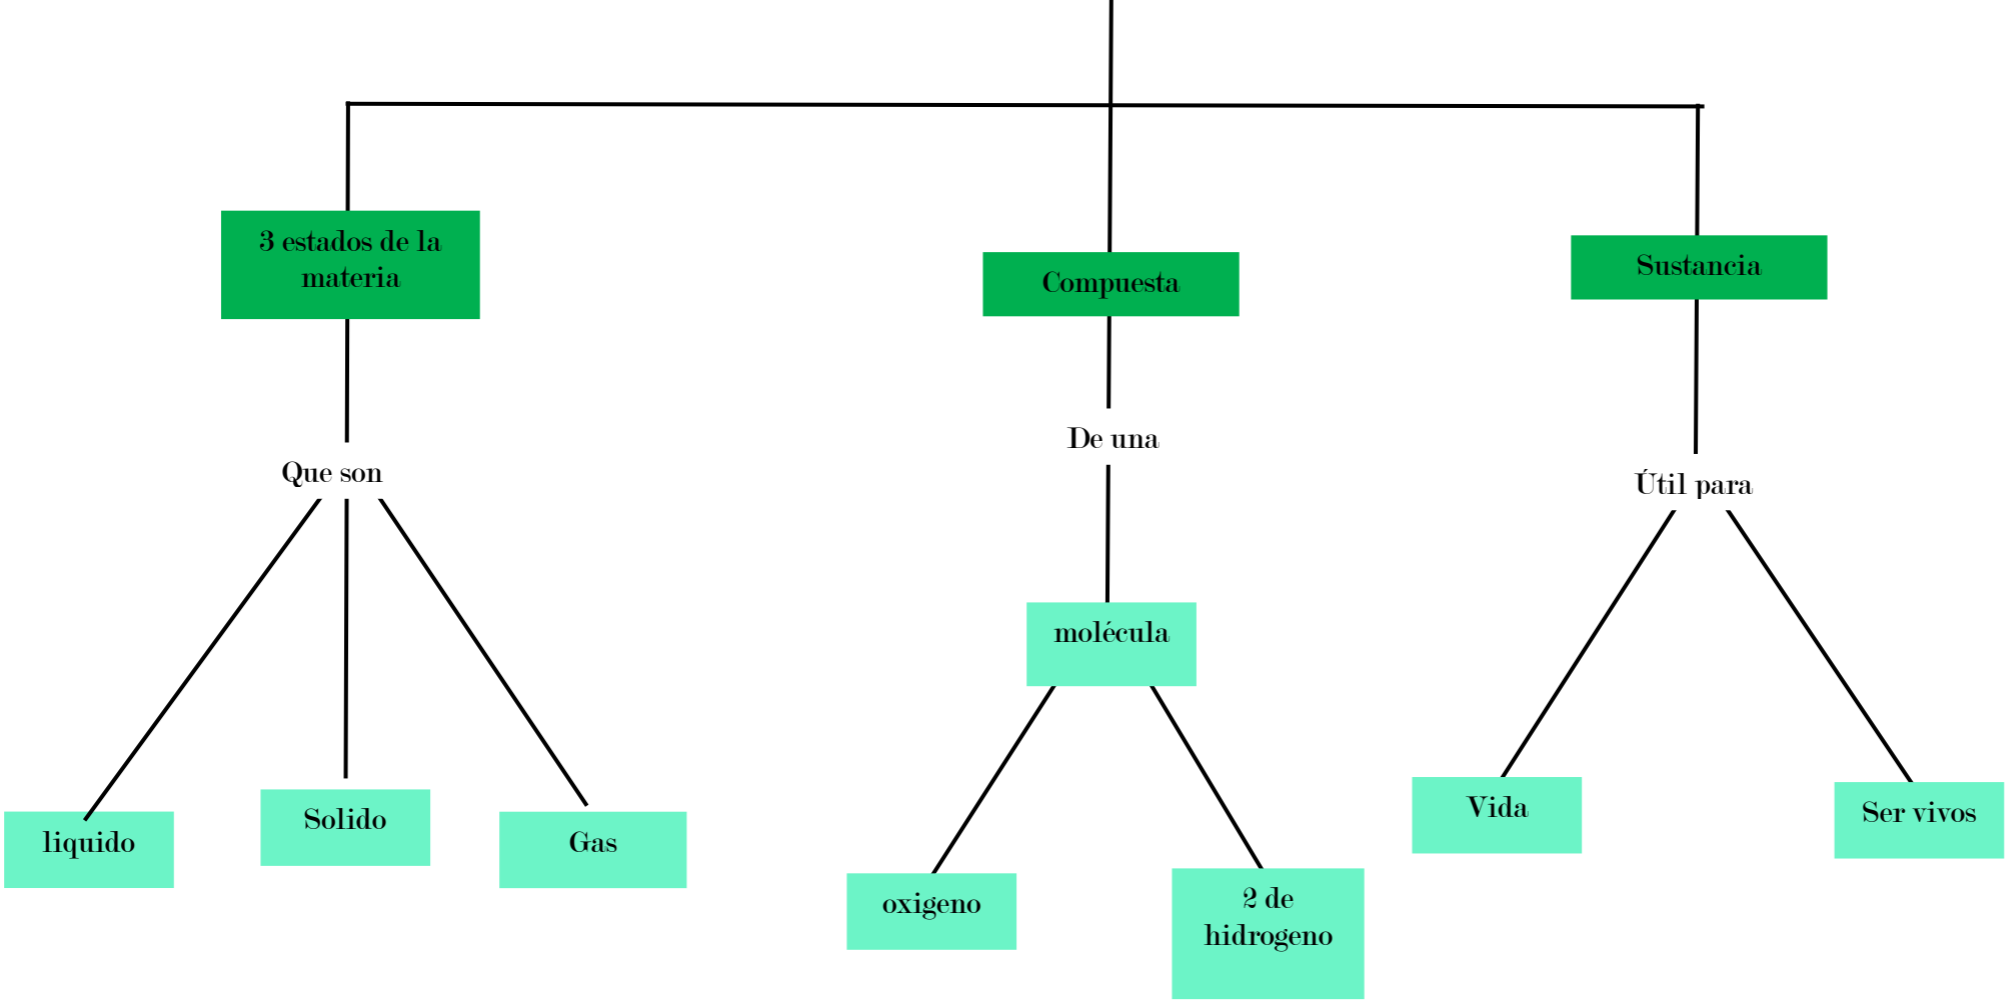 3 estados de la
materia
Compuesta
Sustancia
De una
Que son
Útil para
molécula
liquido
Solido
Gas
Vida
Ser vivos
oxigeno
2 de
hidrogeno